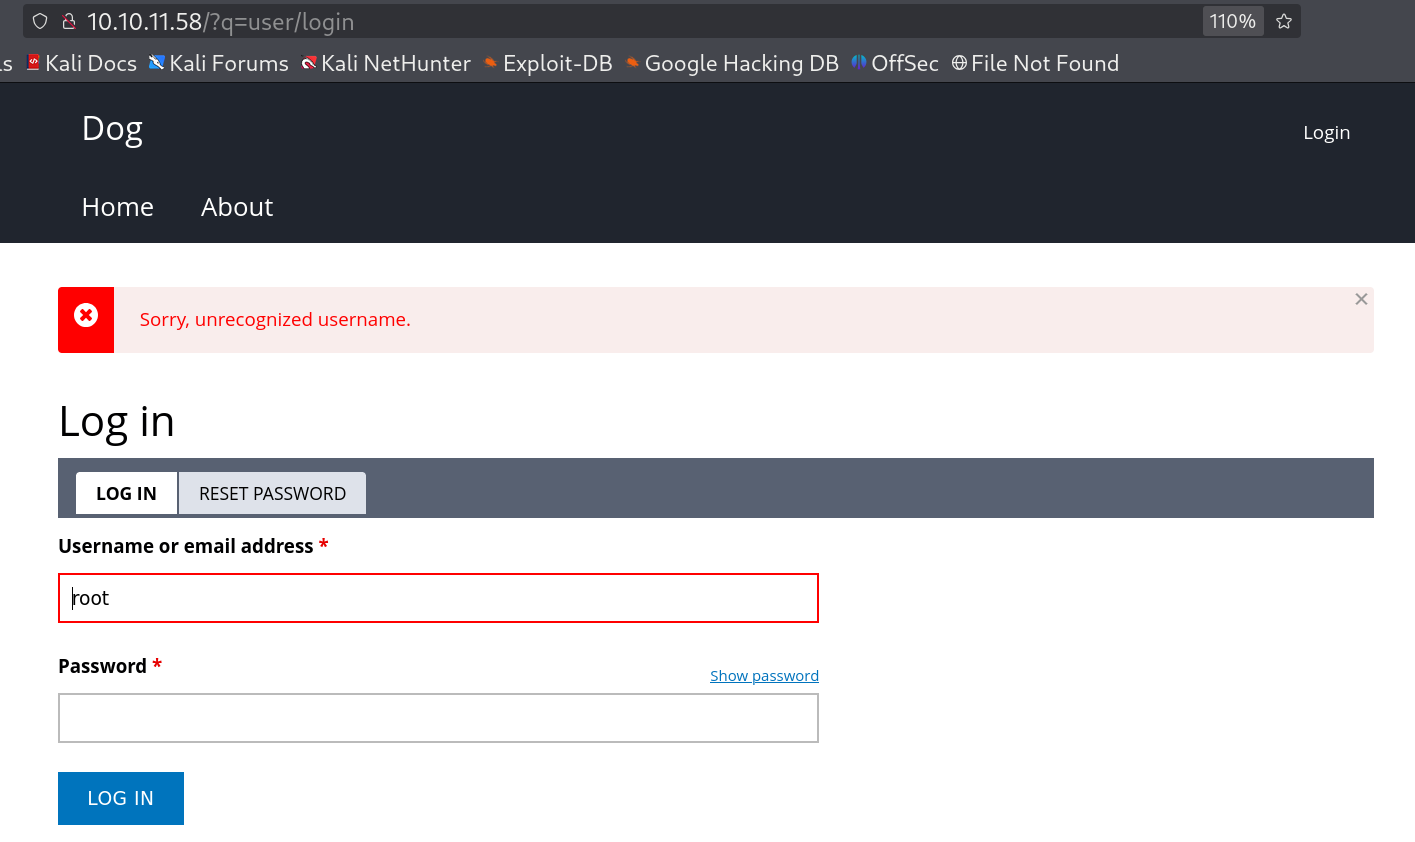 10.10.11.58/?q=user/login 110%
ls Kali Docs Kali Forums Kali NetHunter Exploit-DB Google Hacking DB OffSec File Not Found
Dog
Login
Home About
Sorry, unrecognized username.
Log in
LOG IN RESET PASSWORD
Username or email address *
root
Password *
Show password
LOG IN